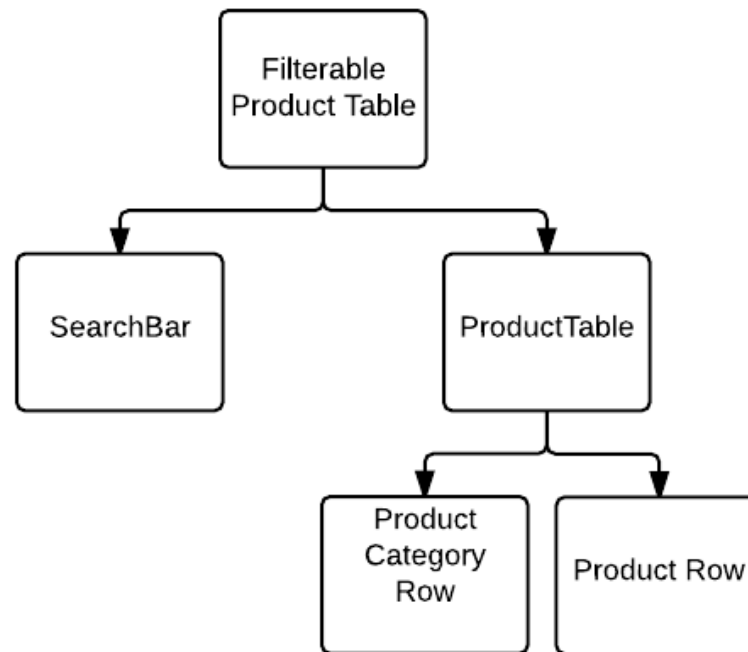 Filterable
Product Table
SearchBar
ProductTable
Product
Category
Row
Product Row